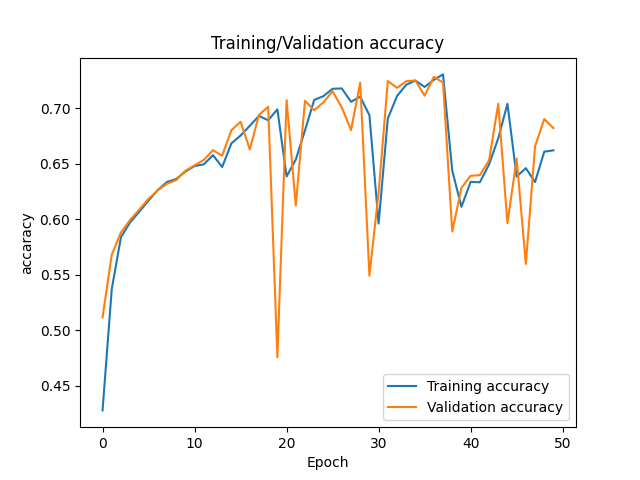 Training/Validation accuracy
accaracy
0.70
0.65
0.60
0.55
0.50
0.45
0
10
20
30
40
50
Epoch
Training accuracy
Validation accuracy